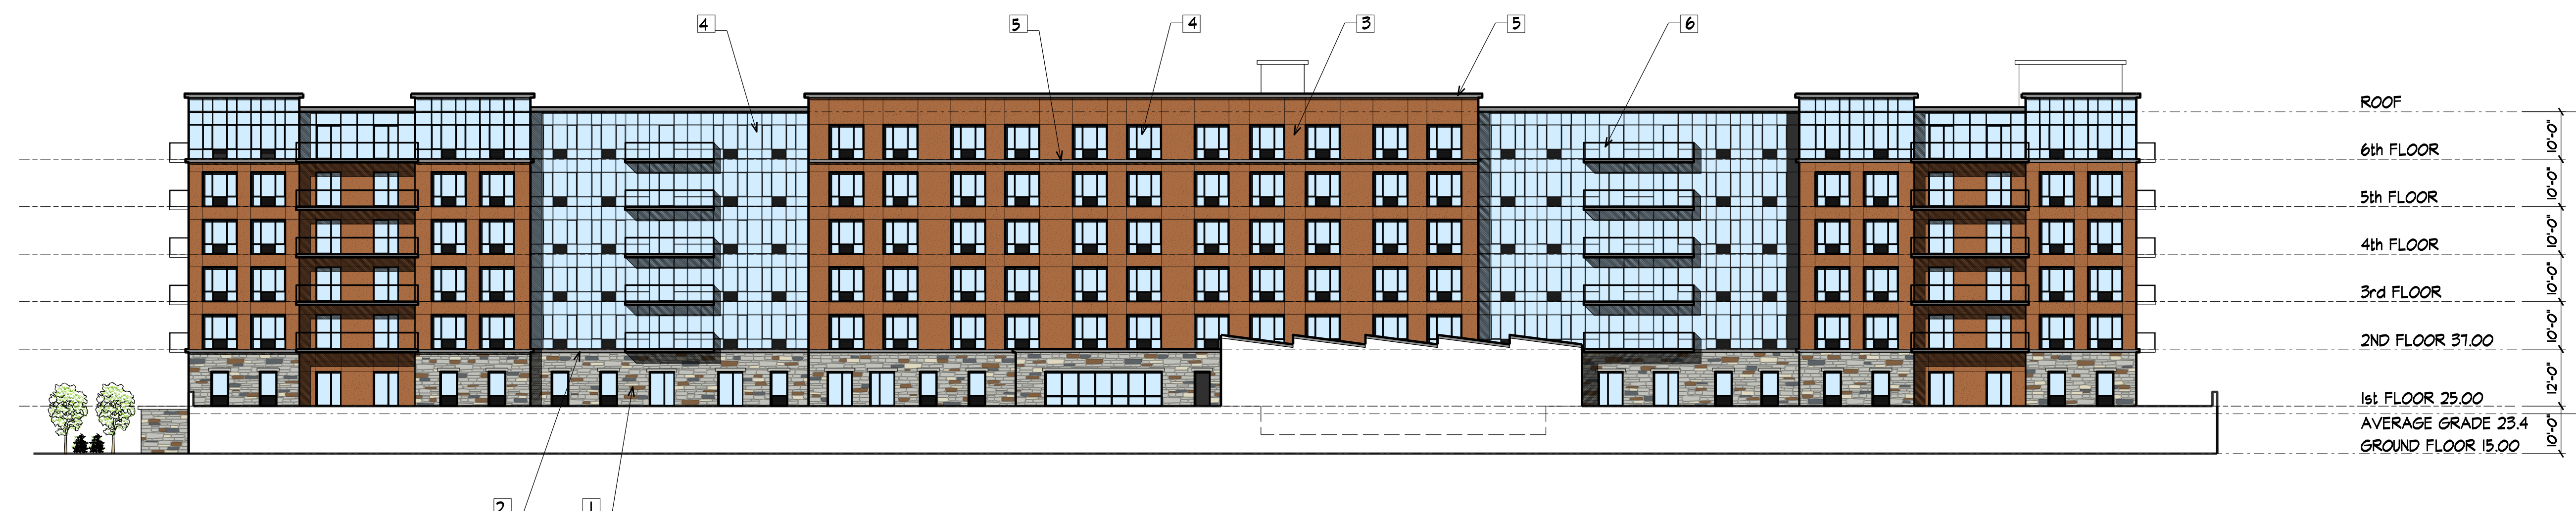 4
5
4
3
5
6
ROOF
10'-0"
6th FLOOR
10'-0"
5th FLOOR
10'-0"
4th FLOOR
10'-0"
3rd FLOOR
10'-0"
2ND FLOOR 37.00
12'-0"
1st FLOOR 25.00
AVERAGE GRADE 23.4
10'-0"
GROUND FLOOR 15.00
2
1